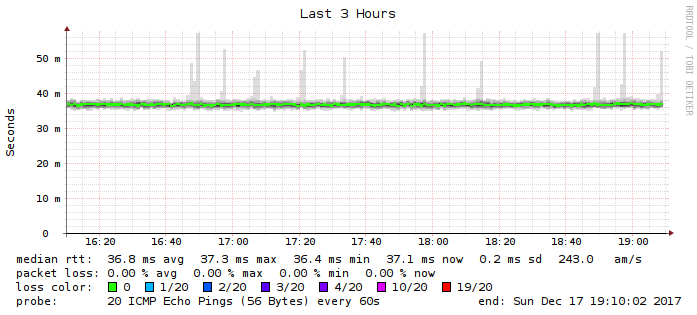 Last 3 Hours
RRDTOOL / TOBI OETIKER
Seconds
50 m
40 m
30 m
20 m
10 m
0
16:20 16:40 17:00 17:20 17:40 18:00 18:20 18:40 19:00
median rtt: 36.8 ms avg 37.3 ms max 36.4 ms min 37.1 ms now 0.2 ms sd 243.0 am/s
packet loss: 0.00 % avg 0.00 % max 0.00 % min 0.00 % now
loss color: 0 1/20 2/20 3/20 4/20 10/20 19/20
probe: 20 ICMP Echo Pings (56 Bytes) every 60s end: Sun Dec 17 19:10:02 2017